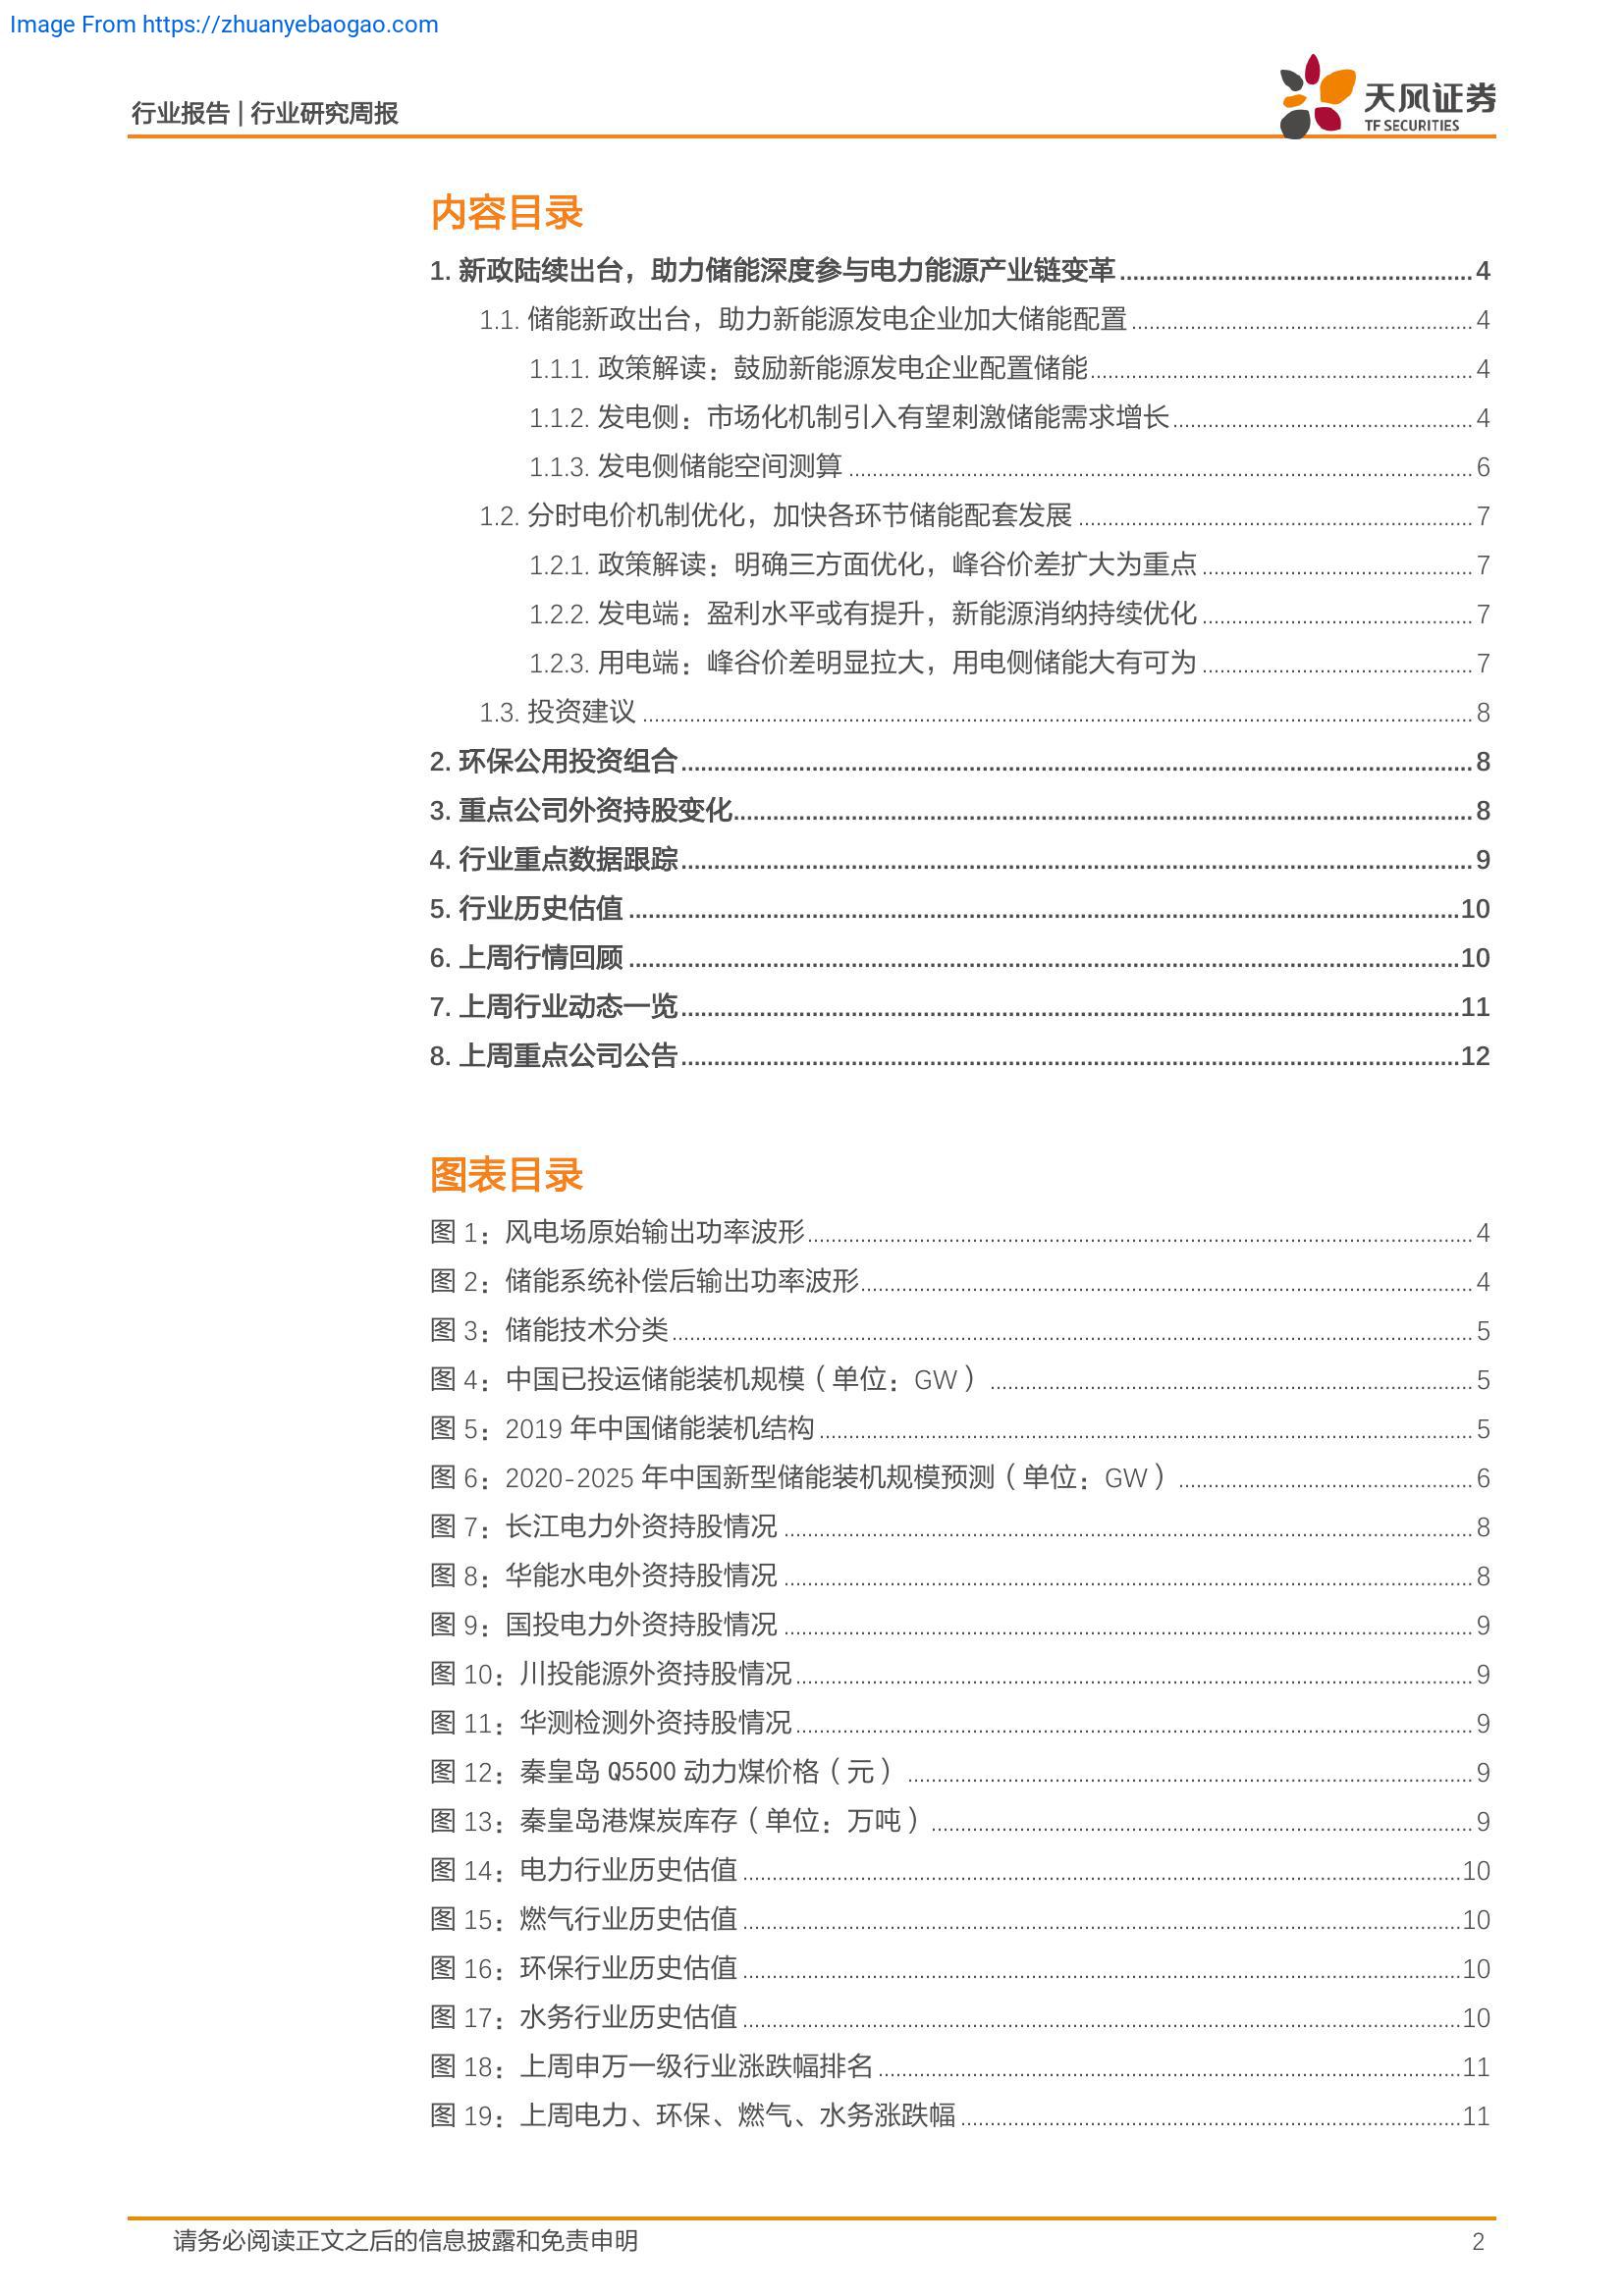 Image From https://zhuanyebaogao.com
行业报告 | 行业研究周报
天风证券
TF SECURITIES
内容目录
1. 新政陆续出台，助力储能深度参与电力能源产业链变革 ........ 4
1.1. 储能新政出台，助力新能源发电企业加大储能配置 ........ 4
1.1.1. 政策解读：鼓励新能源发电企业配置储能 ........ 4
1.1.2. 发电侧：市场化机制引入有望刺激储能需求增长 ........ 4
1.1.3. 发电侧储能空间测算 ........ 6
1.2. 分时电价机制优化，加快各环节储能配套发展 ........ 7
1.2.1. 政策解读：明确三方面优化，峰谷价差扩大为重点 ........ 7
1.2.2. 发电端：盈利水平或有提升，新能源消纳持续优化 ........ 7
1.2.3. 用电端：峰谷价差明显拉大，用电侧储能大有可为 ........ 7
1.3. 投资建议 ........ 8
2. 环保公用投资组合 ........ 8
3. 重点公司外资持股变化 ........ 8
4. 行业重点数据跟踪 ........ 9
5. 行业历史估值 ........ 10
6. 上周行情回顾 ........ 10
7. 上周行业动态一览 ........ 11
8. 上周重点公司公告 ........ 12
图表目录
图 1：风电场原始输出功率波形 ........ 4
图 2：储能系统补偿后输出功率波形 ........ 4
图 3：储能技术分类 ........ 5
图 4：中国已投运储能装机规模（单位：GW） ........ 5
图 5：2019 年中国储能装机结构 ........ 5
图 6：2020-2025 年中国新型储能装机规模预测（单位：GW） ........ 6
图 7：长江电力外资持股情况 ........ 8
图 8：华能水电外资持股情况 ........ 8
图 9：国投电力外资持股情况 ........ 9
图 10：川投能源外资持股情况 ........ 9
图 11：华测检测外资持股情况 ........ 9
图 12：秦皇岛 Q5500 动力煤价格（元） ........ 9
图 13：秦皇岛港煤炭库存（单位：万吨） ........ 9
图 14：电力行业历史估值 ........ 10
图 15：燃气行业历史估值 ........ 10
图 16：环保行业历史估值 ........ 10
图 17：水务行业历史估值 ........ 10
图 18：上周申万一级行业涨跌幅排名 ........ 11
图 19：上周电力、环保、燃气、水务涨跌幅 ........ 11
请务必阅读正文之后的信息披露和免责申明
2